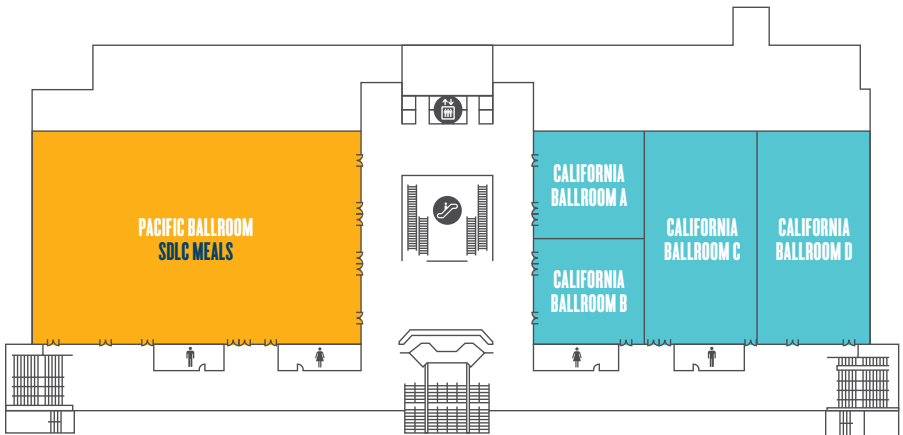 PACIFIC BALLROOM
SDLC MEALS
CALIFORNIA
BALLROOM A
CALIFORNIA
BALLROOM B
CALIFORNIA
BALLROOM C
CALIFORNIA
BALLROOM D